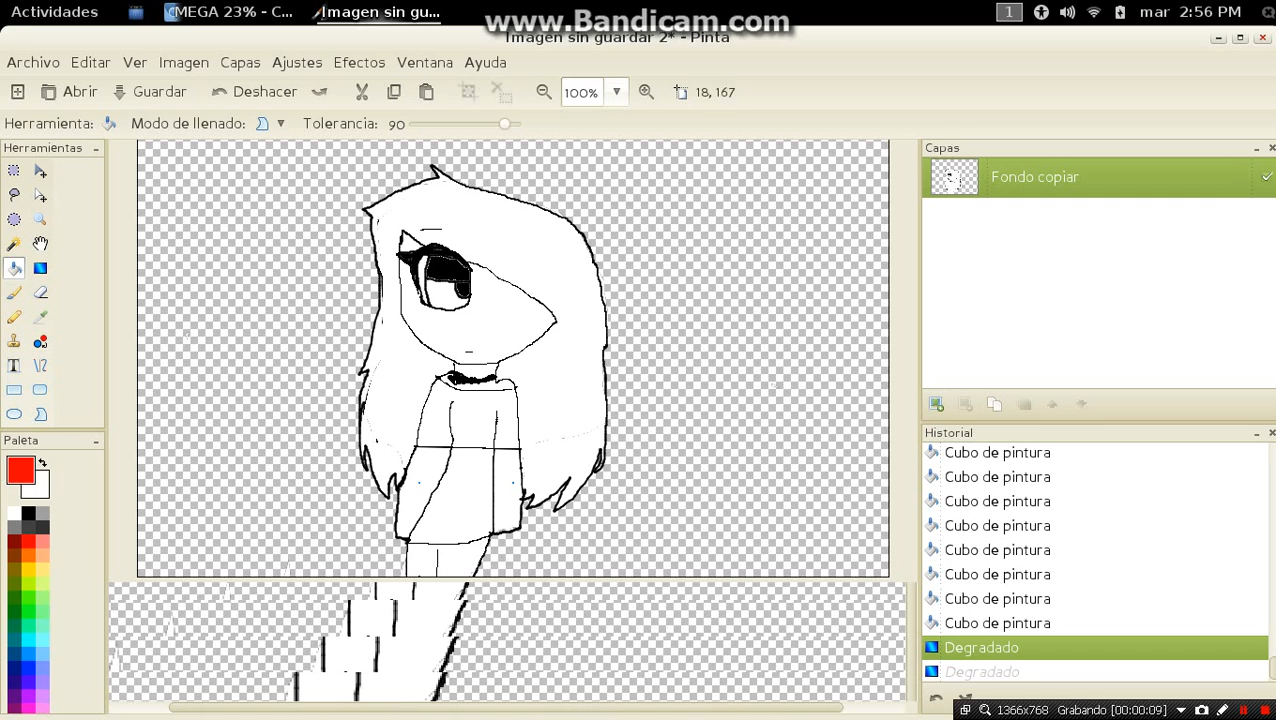 Actividades MEGA 23% - C... Imagen sin gu... 1 mar 2:56 PM
www.Bandicam.com
Imagen sin guardar 2* - Pinta
Archivo Editar Ver Imagen Capas Ajustes Efectos Ventana Ayuda
Abrir Guardar Deshacer 100% 18, 167
Herramienta: Modo de llenado: Tolerancia: 90
Herramientas
Capas
Fondo copiar
Historial
Paleta
Cubo de pintura
Cubo de pintura
Cubo de pintura
Cubo de pintura
Cubo de pintura
Cubo de pintura
Cubo de pintura
Cubo de pintura
Degradado
Degradado
1366x768 Grabando [00:00:09]